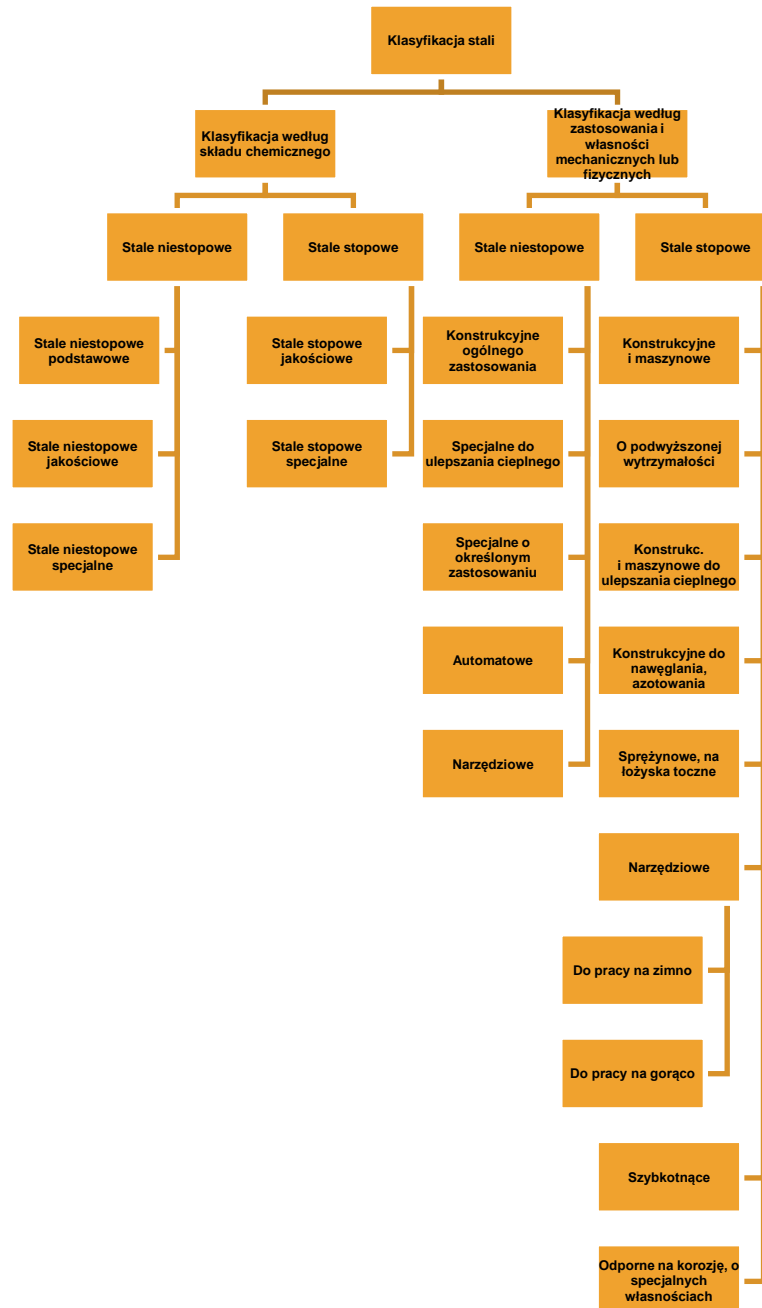 Klasyfikacja stali
Klasyfikacja według
składu chemicznego
Klasyfikacja według
zastosowania i
własności
mechanicznych lub
fizycznych
Stale niestopowe
Stale stopowe
Stale niestopowe
Stale stopowe
Stale niestopowe
podstawowe
Stale niestopowe
jakościowe
Stale niestopowe
specjalne
Stale stopowe
jakościowe
Stale stopowe
specjalne
Konstrukcyjne
ogólnego
zastosowania
Specjalne do
ulepszania cieplnego
Specjalne o
określonym
zastosowaniu
Automatowe
Narzędziowe
Konstrukcyjne
i maszynowe
O podwyższonej
wytrzymałości
Konstrukc.
i maszynowe do
ulepszania cieplnego
Konstrukcyjne do
nawęglania,
azotowania
Sprężynowe, na
łożyska toczne
Narzędziowe
Do pracy na zimno
Do pracy na gorąco
Szybkotnące
Odporne na korozję, o
specjalnych
własnościach